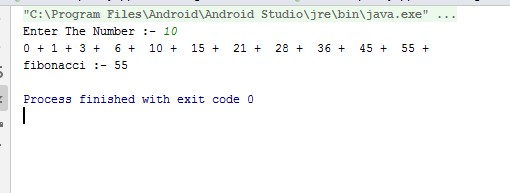 "C:\Program Files\Android\Android Studio\jre\bin\java.exe" ...
Enter The Number :- 10
0 + 1 + 3 + 6 + 10 + 15 + 21 + 28 + 36 + 45 + 55 +
fibonacci :- 55
Process finished with exit code 0